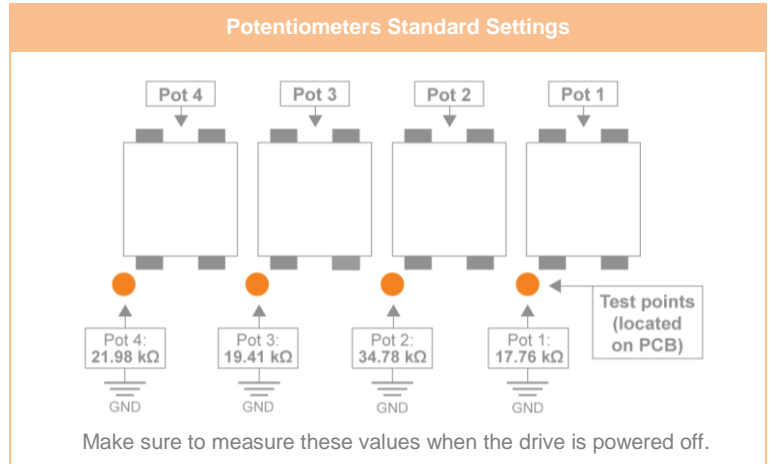 Potentiometers Standard Settings
Pot 4
Pot 3
Pot 2
Pot 1
Test points
(located
on PCB)
Pot 4:
21.98 kΩ
Pot 3:
19.41 kΩ
Pot 2:
34.78 kΩ
Pot 1:
17.76 kΩ
GND
GND
GND
GND
Make sure to measure these values when the drive is powered off.